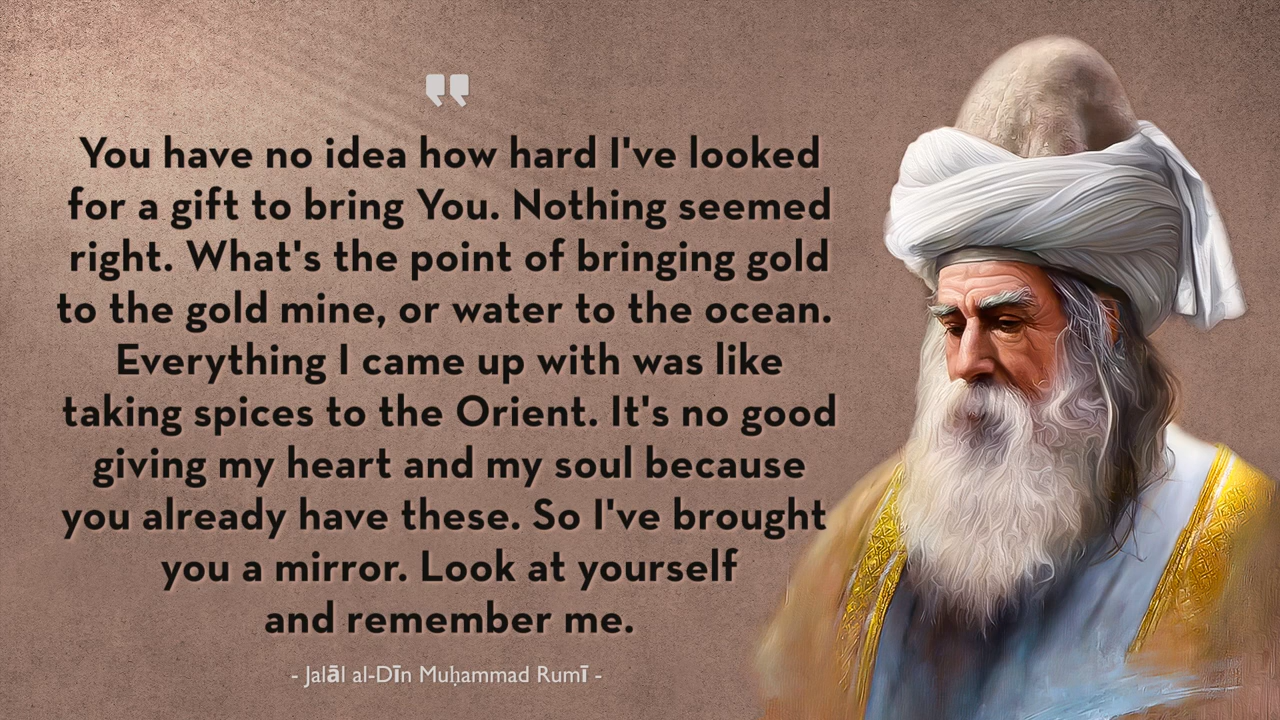 You have no idea how hard I've looked
for a gift to bring You. Nothing seemed
right. What's the point of bringing gold
to the gold mine, or water to the ocean.
Everything I came up with was like
taking spices to the Orient. It's no good
giving my heart and my soul because
you already have these. So I've brought
you a mirror. Look at yourself
and remember me.
- Jalāl al-Dīn Muḥammad Rumī -